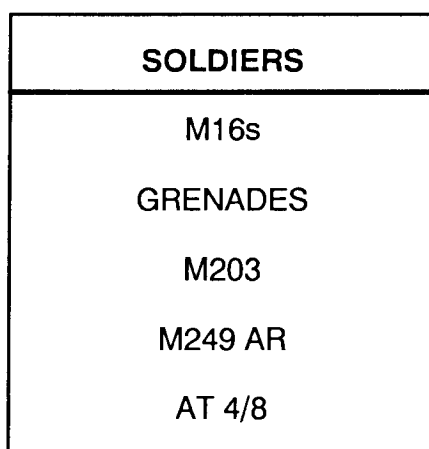 SOLDIERS
M16s
GRENADES
M203
M249 AR
AT 4/8